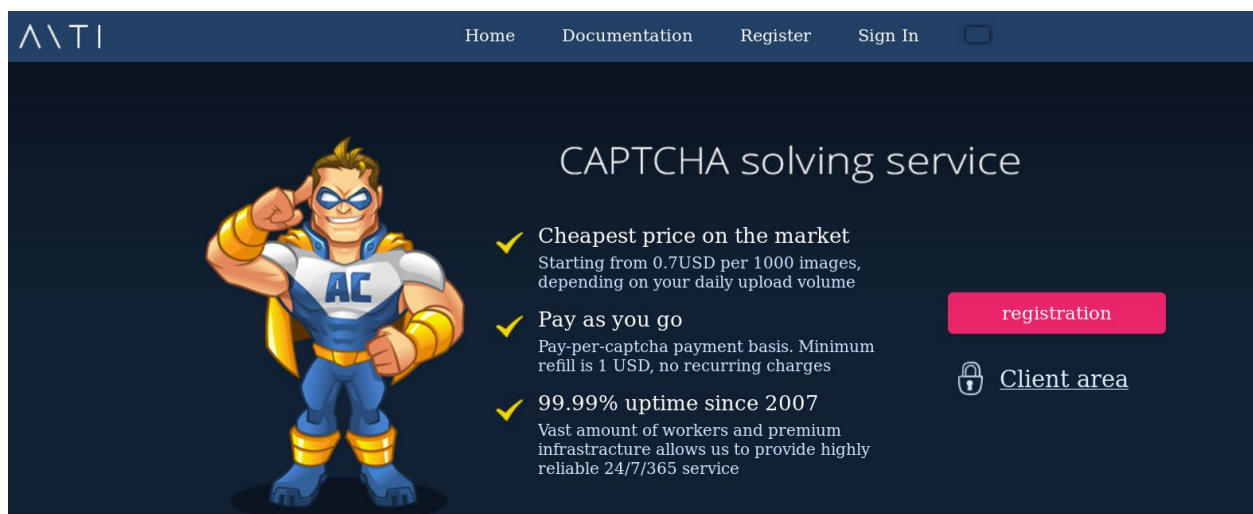 ANTI
Home Documentation Register Sign In
CAPTCHA solving service
Cheapest price on the market
Starting from 0.7USD per 1000 images,
depending on your daily upload volume
Pay as you go
Pay-per-captcha payment basis. Minimum
refill is 1 USD, no recurring charges
99.99% uptime since 2007
Vast amount of workers and premium
infrastracture allows us to provide highly
reliable 24/7/365 service
AC
registration
Client area